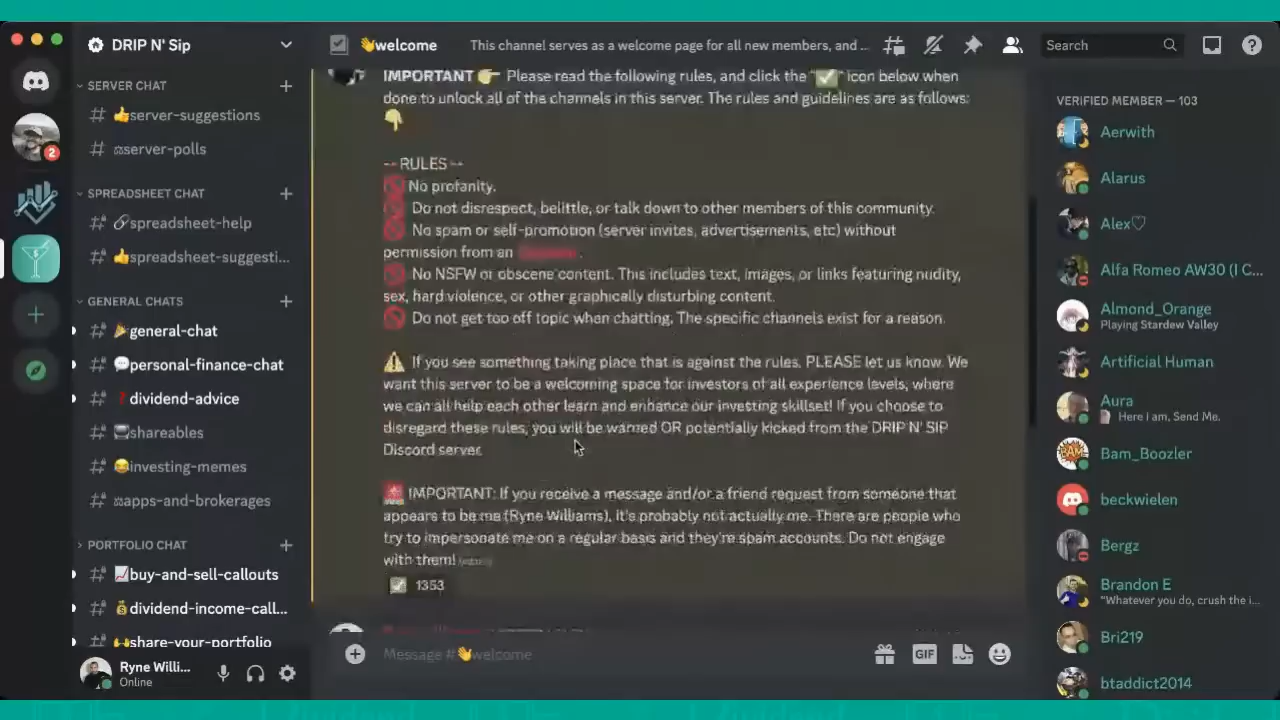 DRIP N' Sip
SERVER CHAT
# 👍server-suggestions
# ⚖server-polls
SPREADSHEET CHAT
# 🔗spreadsheet-help
# 👍spreadsheet-suggesti...
GENERAL CHATS
# 🎉general-chat
# 💬personal-finance-chat
# ❗dividend-advice
# shareables
# 😂investing-memes
# ⚖apps-and-brokerages
PORTFOLIO CHAT
# 📈buy-and-sell-callouts
# 💰dividend-income-call...
# 🙌share-your-portfolio
Ryne Willi...
Online
2
👋welcome
This channel serves as a welcome page for all new members, and ...
Search
IMPORTANT 👉 Please read the following rules, and click the "✅" icon below when
done to unlock all of the channels in this server. The rules and guidelines are as follows:
👇
-- RULES --
🚫 No profanity.
🚫 Do not disrespect, belittle, or talk down to other members of this community.
🚫 No spam or self-promotion (server invites, advertisements, etc) without
permission from an
🚫 No NSFW or obscene content. This includes text, images, or links featuring nudity,
sex, hard violence, or other graphically disturbing content.
🚫 Do not get too off topic when chatting. The specific channels exist for a reason.
⚠️ If you see something taking place that is against the rules, PLEASE let us know. We
want this server to be a welcoming space for investors of all experience levels, where
we can all help each other learn and enhance our investing skillset! If you choose to
disregard these rules, you will be warned OR potentially kicked from the DRIP N' SIP
Discord server.
🚨 IMPORTANT: If you receive a message and/or a friend request from someone that
appears to be me (Ryne Williams), it's probably not actually me. There are people who
try to impersonate me on a regular basis and they're spam accounts. Do not engage
with them!
✅ 1353
Message #👋welcome
GIF
VERIFIED MEMBER — 103
Aerwith
Alarus
Alex♡
Alfa Romeo AW30 (I C...
Almond_Orange
Playing Stardew Valley
Artificial Human
Aura
Here I am, Send Me.
Bam_Boozler
BAM
beckwielen
Bergz
Brandon E
"Whatever you do, crush the i...
Bri219
btaddict2014